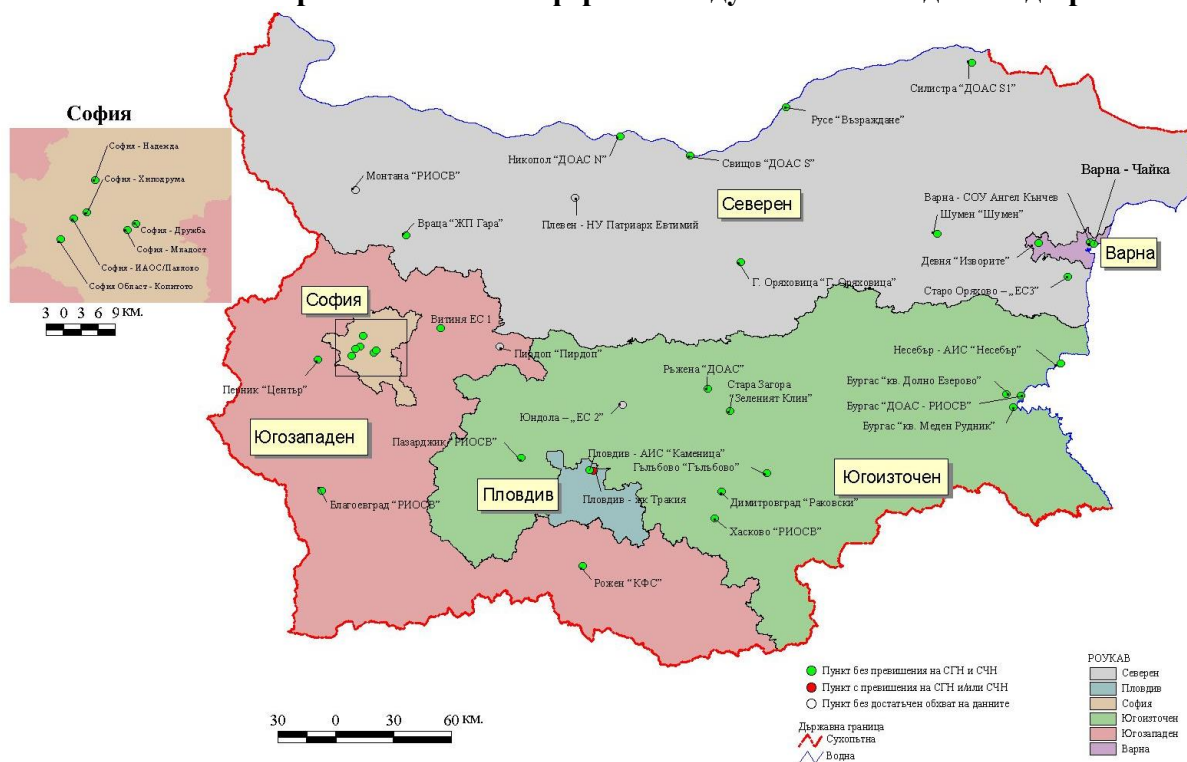 София
София - Надежда
София - Хиподрума
София - Дружба
София - Младост
София - ИАОС/Павлово
София Област - Копитото
3 0 3 6 9 КМ.
Силистра “ДОАС S1”
Русе “Възраждане”
Никопол “ДОАС N”
Свищов “ДОАС S”
Монтана “РИОСВ”
Плевен - НУ Патриарх Евтимий
Северен
Варна - Чайка
Варна - СОУ Ангел Кънчев
Шумен “Шумен”
Враца “ЖП Гара”
Девня “Изворите”
Варна
Г. Оряховица “Г. Оряховица”
Старо Оряхово – „ЕС3”
София
Витиня ЕС 1
Пирдоп “Пирдоп”
Перник “Център”
Несебър - АИС “Несебър”
Ръжена “ДОАС”
Бургас “кв. Долно Езерово”
Стара Загора
“Зеленият Клин”
Бургас “ДОАС - РИОСВ”
Юндола – „ЕС 2”
Бургас “кв. Меден Рудник”
Югозападен
Пазарджик “РИОСВ”
Пловдив - АИС “Каменица”
Гълъбово “Гълъбово”
Югоизточен
Пловдив
Пловдив - жк Тракия
Димитровград “Раковски”
Благоевград “РИОСВ”
Хасково “РИОСВ”
Рожен “КФС”
Пункт без превишения на СГН и СЧН
Пункт с превишения на СГН и/или СЧН
Пункт без достатъчен обхват на данните
Държавна граница
Сухопътна
Водна
РОУКАВ
Северен
Пловдив
София
Югоизточен
Югозападен
Варна
30 0 30 60 КМ.